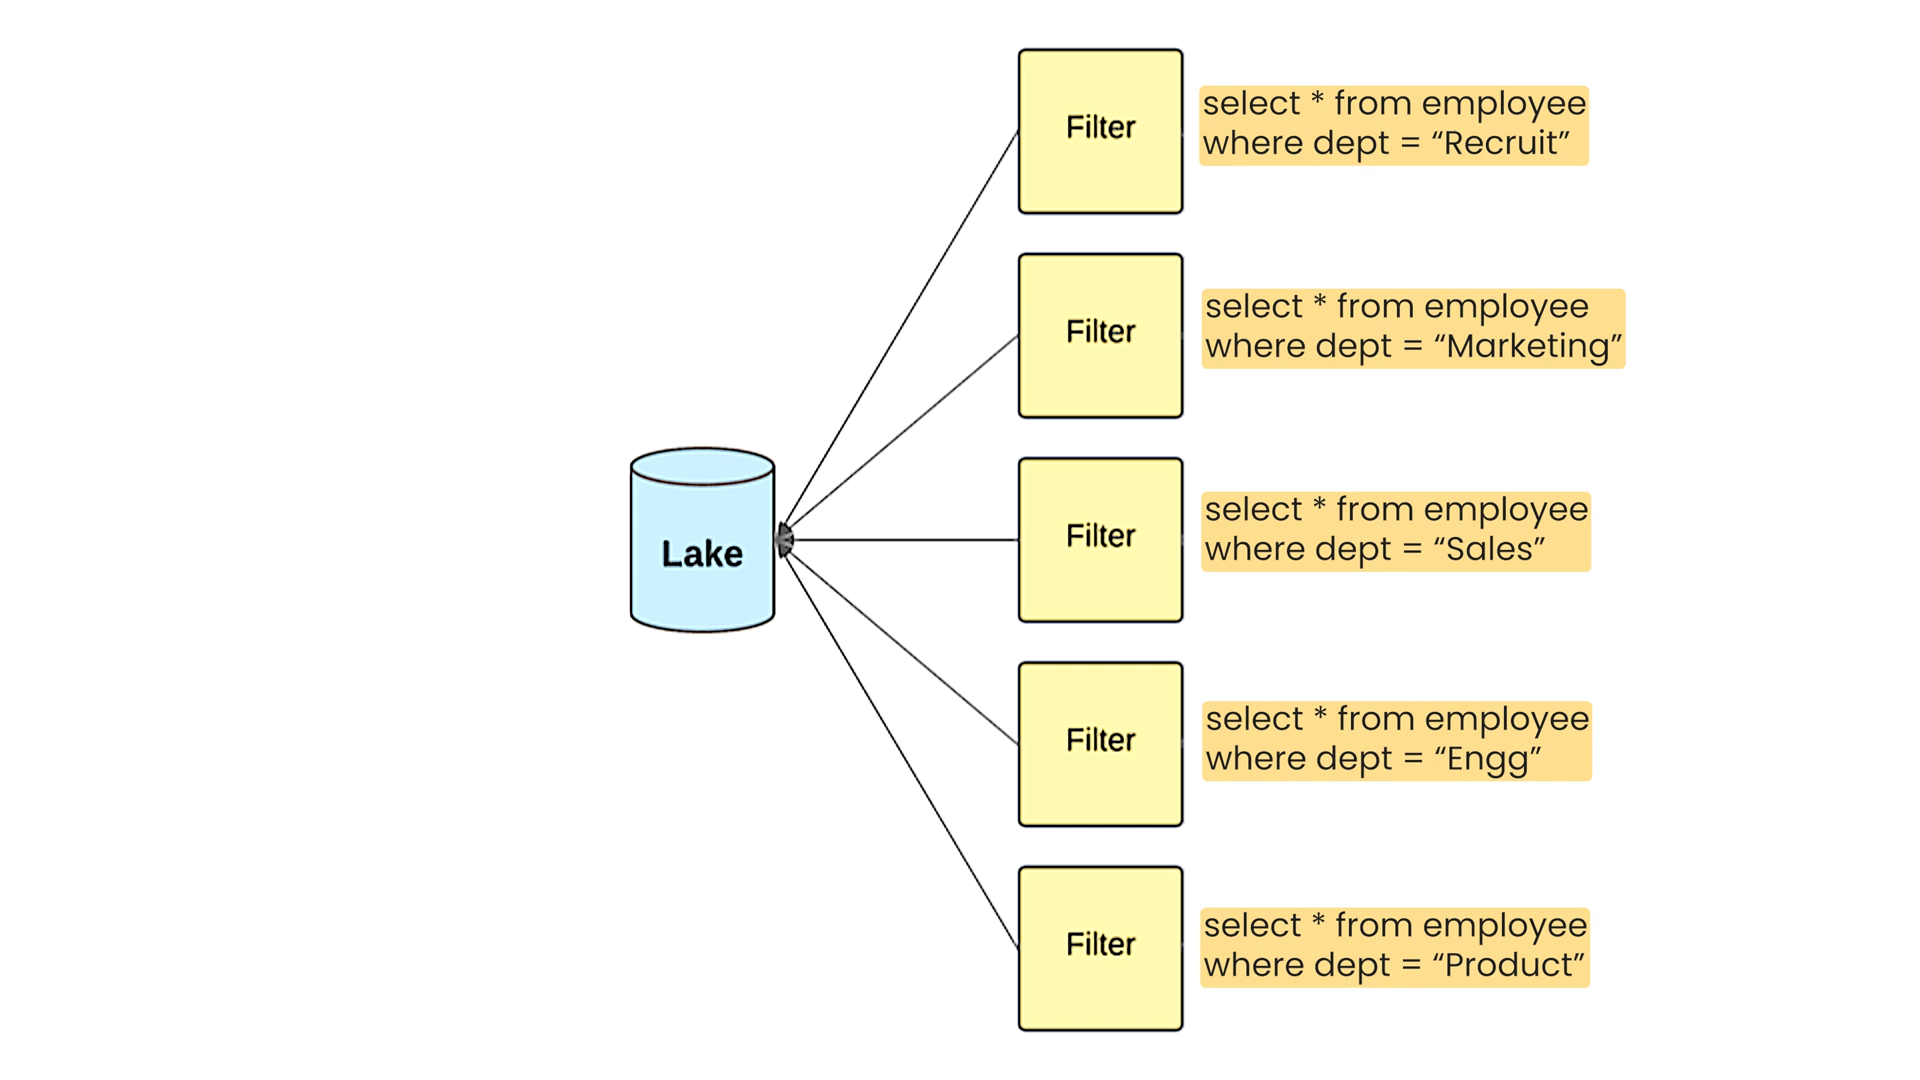 Filter
select * from employee
where dept = “Recruit”
Filter
select * from employee
where dept = “Marketing”
Lake
Filter
select * from employee
where dept = “Sales”
Filter
select * from employee
where dept = “Engg”
Filter
select * from employee
where dept = “Product”